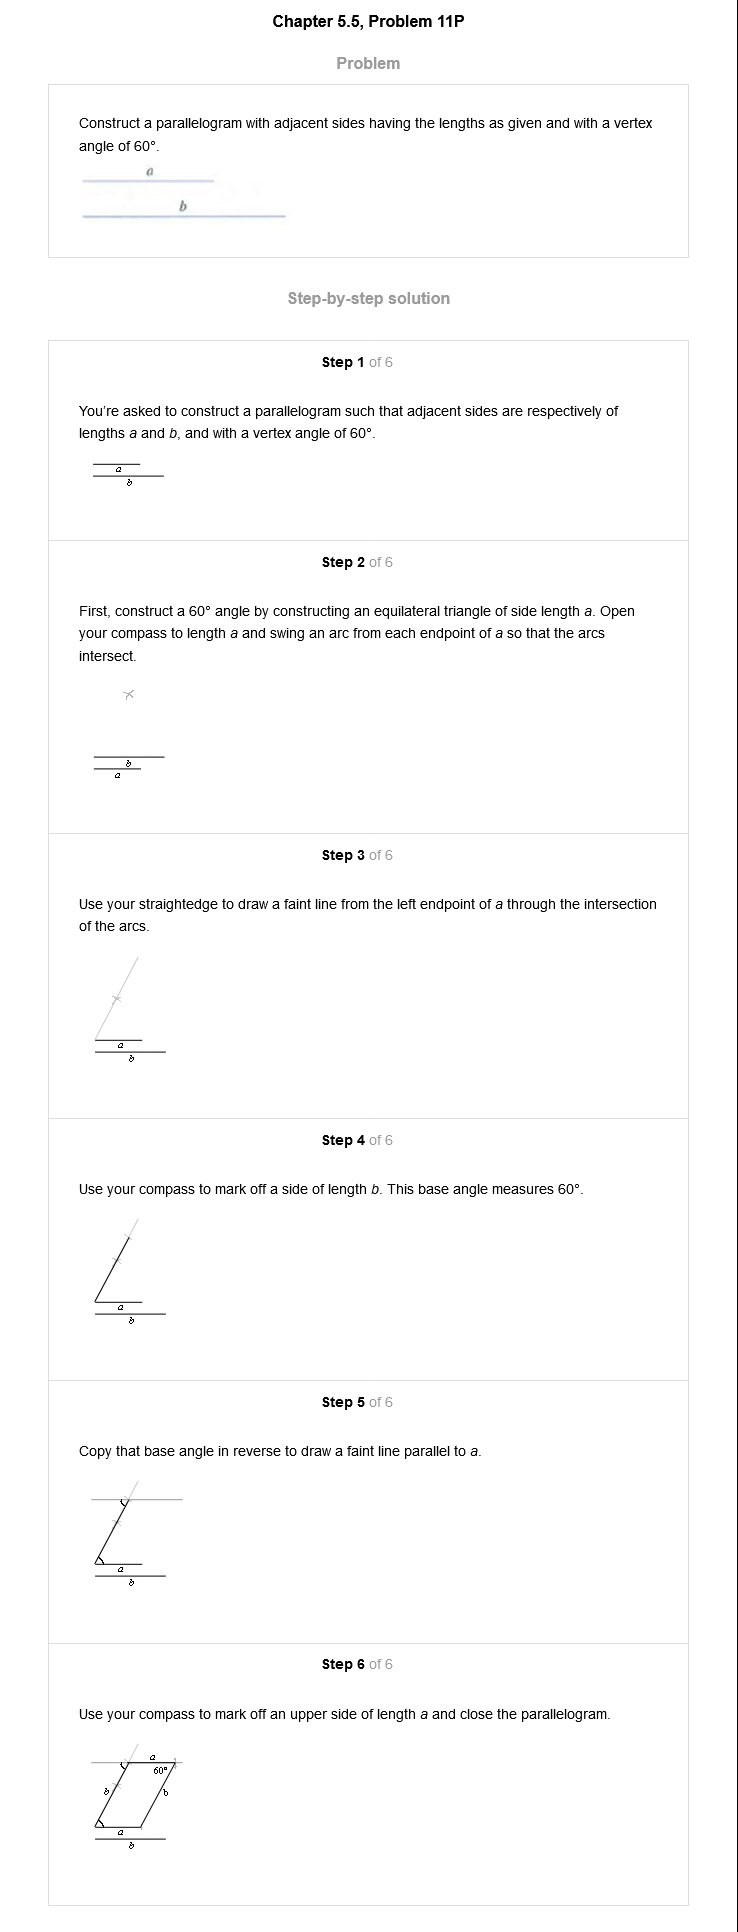 Chapter 5.5, Problem 11P
Problem
Construct a parallelogram with adjacent sides having the lengths as given and with a vertex
angle of 60°.
a
b
Step-by-step solution
Step 1 of 6
You're asked to construct a parallelogram such that adjacent sides are respectively of
lengths a and b, and with a vertex angle of 60°.
a
b
Step 2 of 6
First, construct a 60° angle by constructing an equilateral triangle of side length a. Open
your compass to length a and swing an arc from each endpoint of a so that the arcs
intersect.
b
a
Step 3 of 6
Use your straightedge to draw a faint line from the left endpoint of a through the intersection
of the arcs.
a
b
Step 4 of 6
Use your compass to mark off a side of length b. This base angle measures 60°.
a
b
Step 5 of 6
Copy that base angle in reverse to draw a faint line parallel to a.
a
b
Step 6 of 6
Use your compass to mark off an upper side of length a and close the parallelogram.
a
60°
b b
a
b